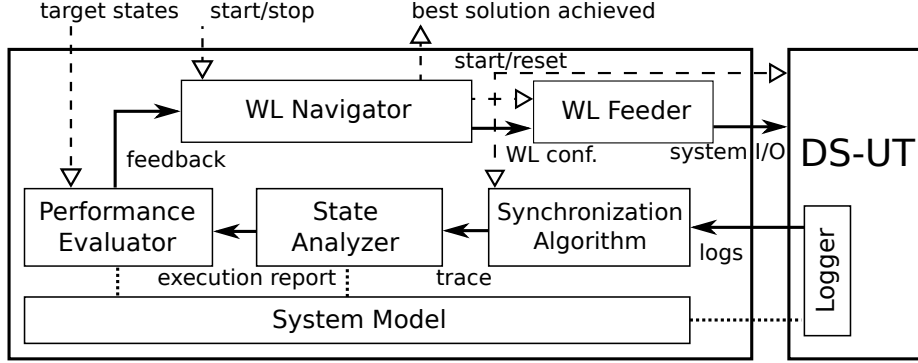 target states
start/stop
best solution achieved
start/reset
WL Navigator
WL Feeder
feedback
WL conf.
system I/O
DS-UT
Performance
Evaluator
State
Analyzer
Synchronization
Algorithm
logs
Logger
execution report
trace
System Model